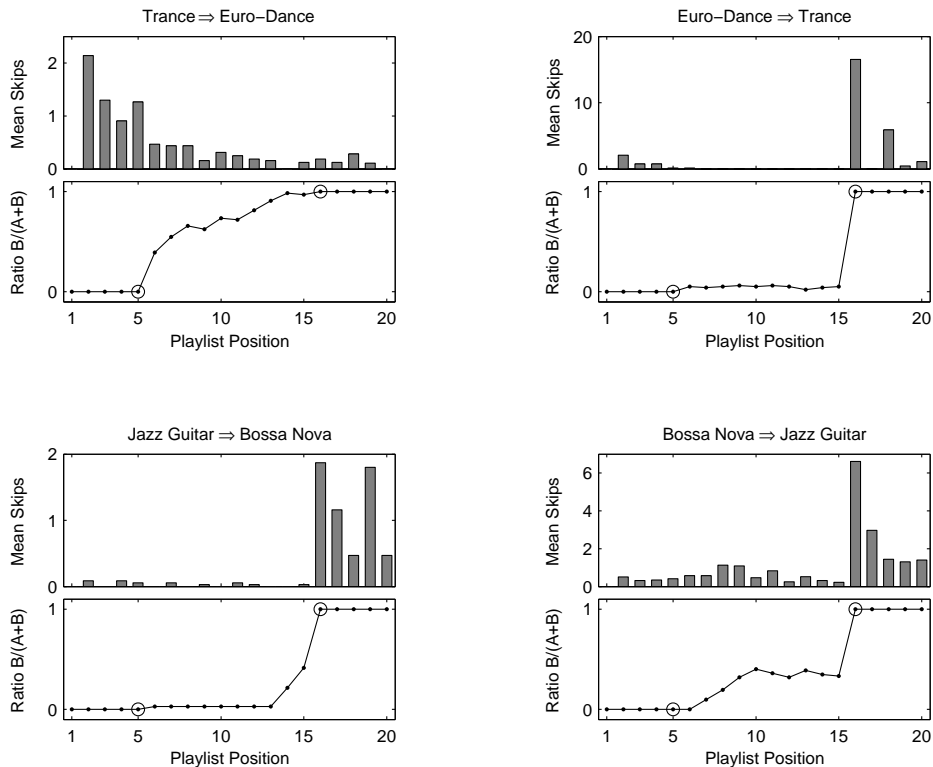 Trance ⇒ Euro−Dance
2
1
0
Mean Skips
1
0
Ratio B/(A+B)
1 5 10 15 20
Playlist Position
Euro−Dance ⇒ Trance
20
10
0
Mean Skips
1
0
Ratio B/(A+B)
1 5 10 15 20
Playlist Position
Jazz Guitar ⇒ Bossa Nova
2
1
0
Mean Skips
1
0
Ratio B/(A+B)
1 5 10 15 20
Playlist Position
Bossa Nova ⇒ Jazz Guitar
6
4
2
0
Mean Skips
1
0
Ratio B/(A+B)
1 5 10 15 20
Playlist Position